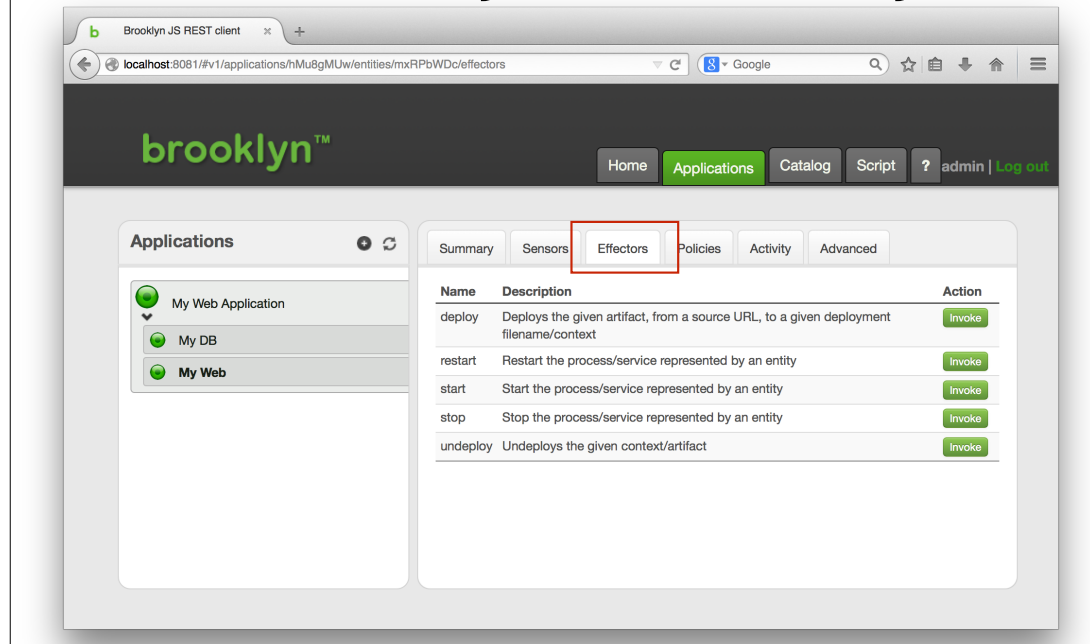 Brooklyn JS REST client
localhost:8081/#v1/applications/hMu8gMUw/entities/mxRPbWDc/effectors
Google
brooklyn™
Home
Applications
Catalog
Script
?
admin | Log out
Applications
My Web Application
My DB
My Web
Summary
Sensors
Effectors
Policies
Activity
Advanced
Name Description Action
deploy Deploys the given artifact, from a source URL, to a given deployment Invoke
filename/context
restart Restart the process/service represented by an entity Invoke
start Start the process/service represented by an entity Invoke
stop Stop the process/service represented by an entity Invoke
undeploy Undeploys the given context/artifact Invoke